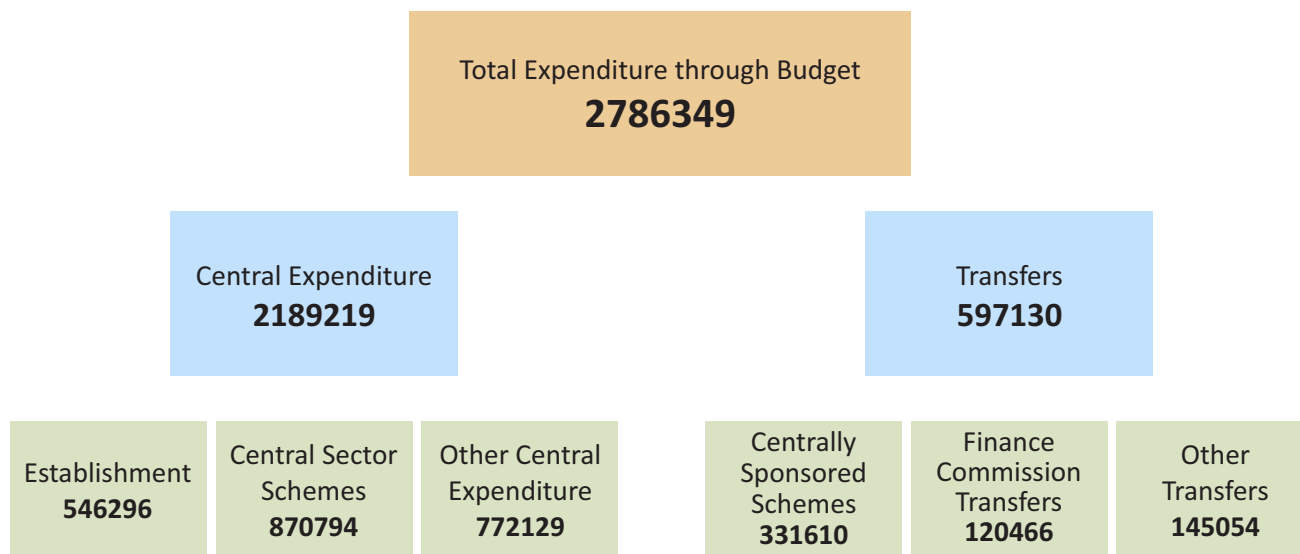 Total Expenditure through Budget
2786349
Central Expenditure
2189219
Transfers
597130
Establishment
546296
Central Sector
Schemes
870794
Other Central
Expenditure
772129
Centrally
Sponsored
Schemes
331610
Finance
Commission
Transfers
120466
Other
Transfers
145054